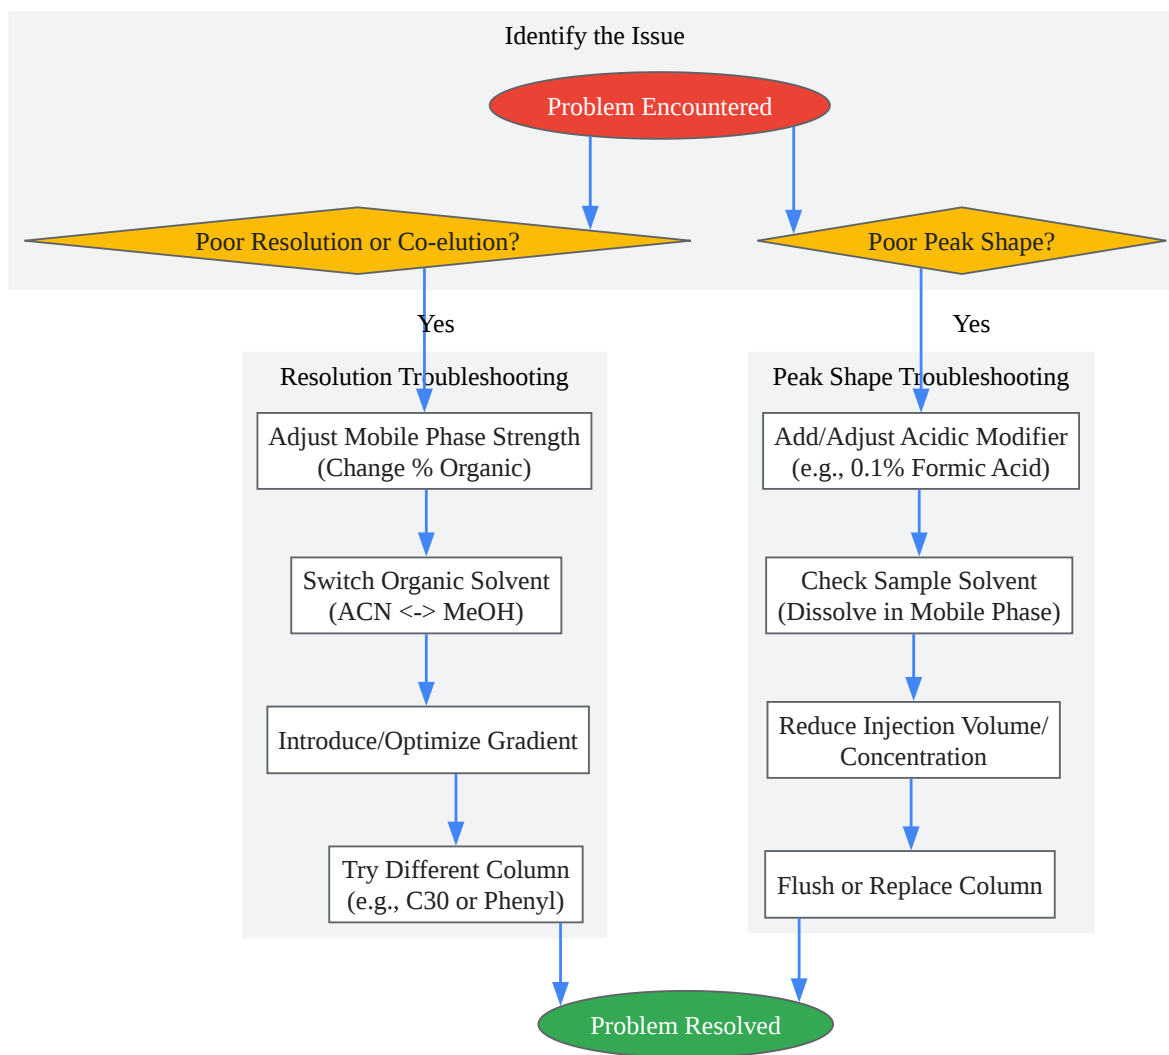 Identify the Issue
Problem Encountered
Poor Resolution or Co-elution?
Poor Peak Shape?
Yes
Yes
Resolution Troubleshooting
Adjust Mobile Phase Strength
(Change % Organic)
Switch Organic Solvent
(ACN <-> MeOH)
Introduce/Optimize Gradient
Try Different Column
(e.g., C30 or Phenyl)
Peak Shape Troubleshooting
Add/Adjust Acidic Modifier
(e.g., 0.1% Formic Acid)
Check Sample Solvent
(Dissolve in Mobile Phase)
Reduce Injection Volume/
Concentration
Flush or Replace Column
Problem Resolved